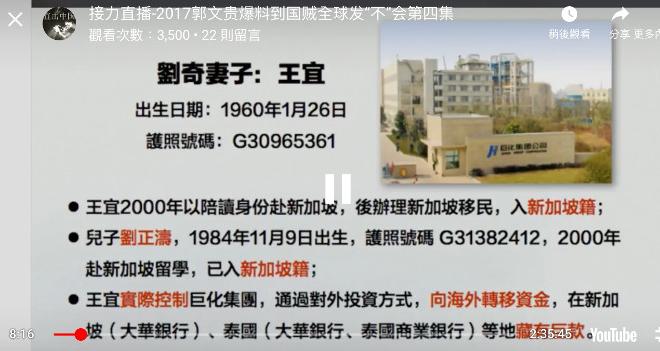 接力直播-2017郭文贵爆料到国贼全球发“不”会第四集
觀看次數：3,500 • 22 則留言
稍後觀看
分享
更多內
劉奇妻子：王宜
出生日期：1960年1月26日
護照號碼：G30965361
巨化集团公司
● 王宜2000年以陪讀身份赴新加坡，後辦理新加坡移民，入新加坡籍；
● 兒子劉正濤，1984年11月9日出生，護照號碼 G31382412，2000年
赴新加坡留學，已入新加坡籍；
● 王宜實際控制巨化集團，通過對外投資方式，向海外轉移資金，在新加
坡（大華銀行）、泰國（大華銀行、泰國商業銀行）等地藏有巨款。
8:16
2:35:45
YouTube